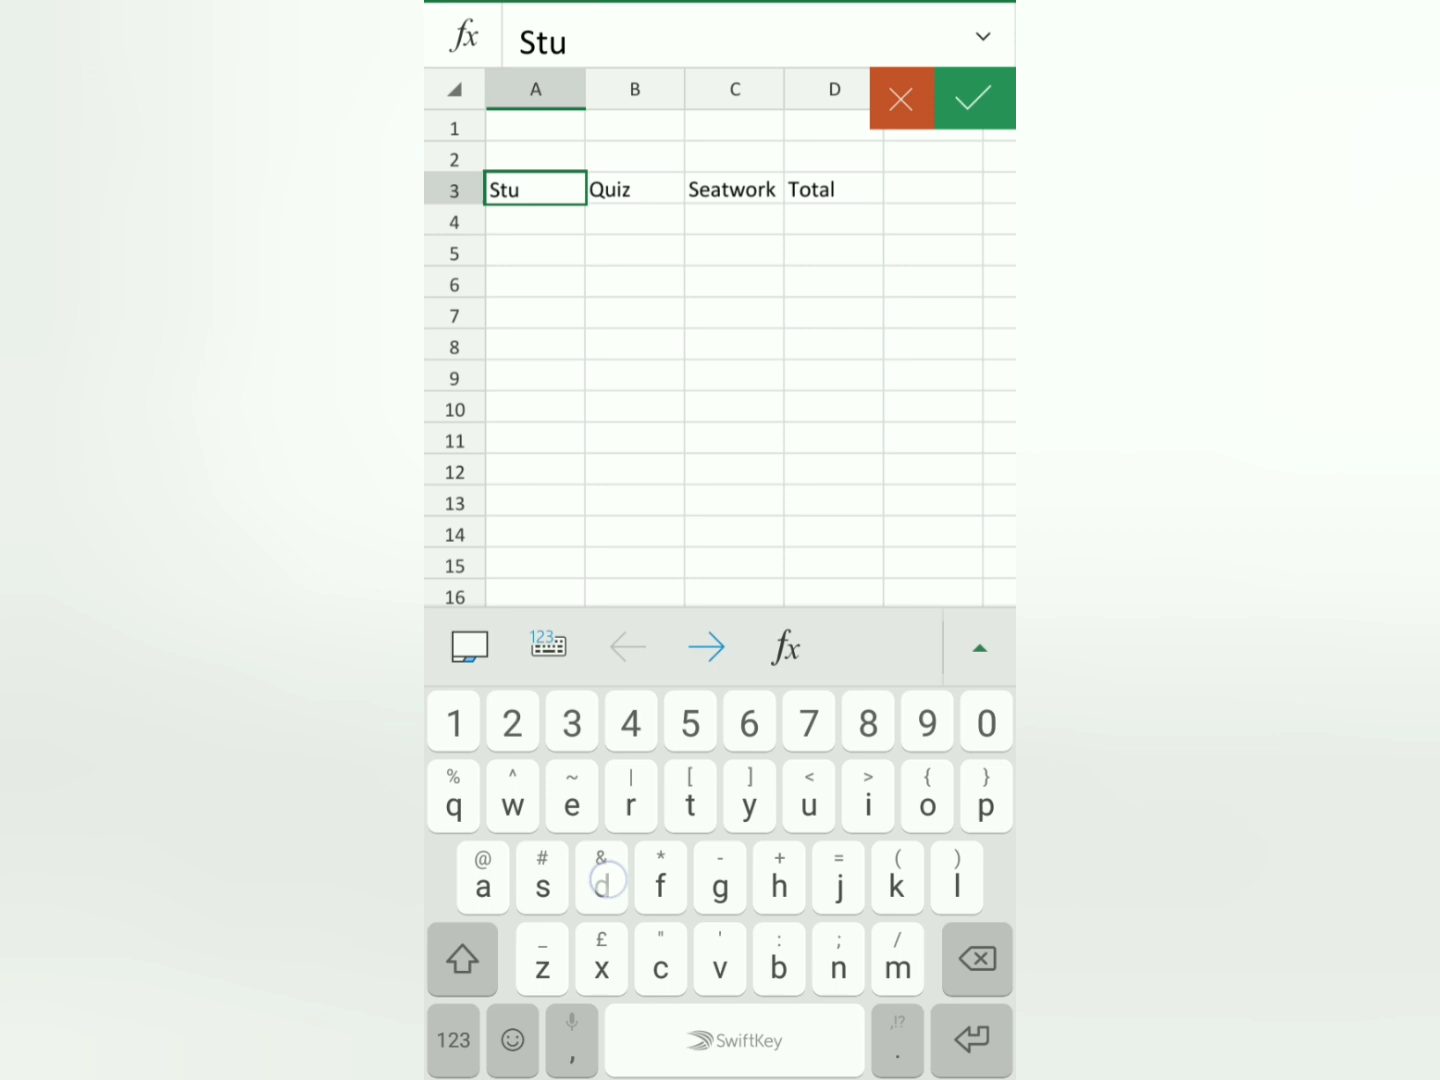 fx Stu
A B C D
1
2
3 Stu Quiz Seatwork Total
4
5
6
7
8
9
10
11
12
13
14
15
16
123 fx
1 2 3 4 5 6 7 8 9 0
% ^ ~ | [ ] < > { }
q w e r t y u i o p
@ # & * - + = ( )
a s d f g h j k l
_ £ " ' : ; /
z x c v b n m
123 , SwiftKey ,!? .